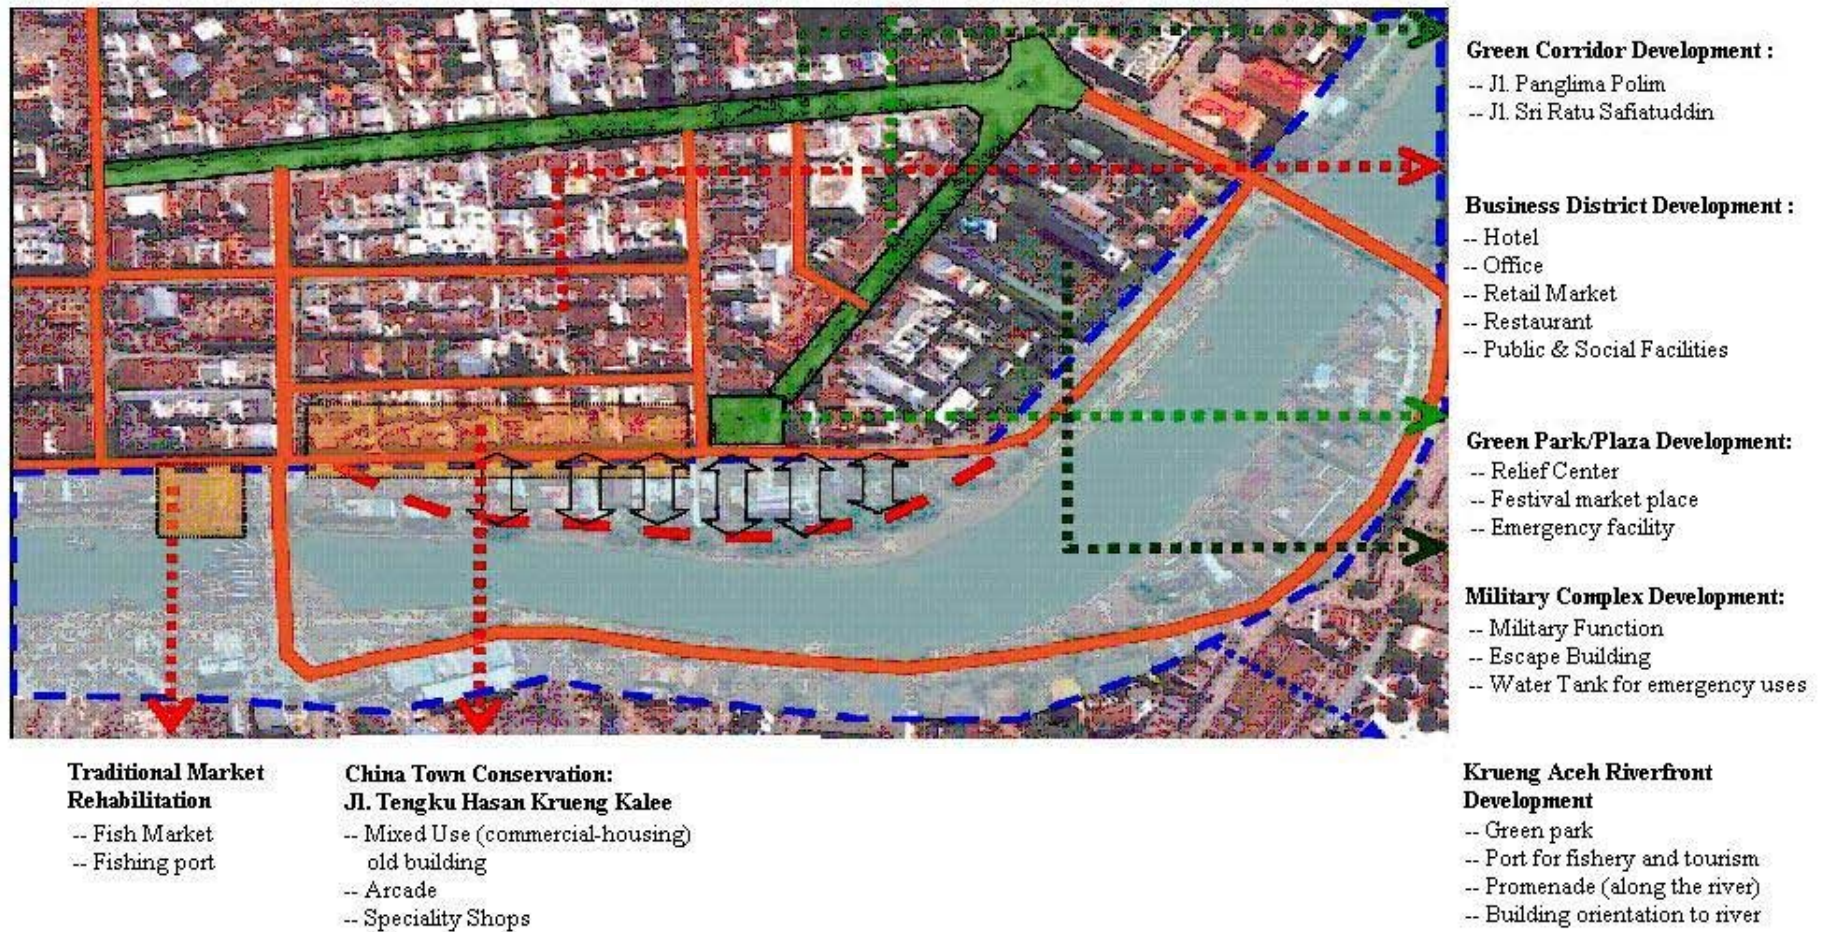 Green Corridor Development :
-- Jl. Panglima Polim
-- Jl. Sri Ratu Safiatuddin
Business District Development :
-- Hotel
-- Office
-- Retail Market
-- Restaurant
-- Public & Social Facilities
Green Park/Plaza Development:
-- Relief Center
-- Festival market place
-- Emergency facility
Military Complex Development:
-- Military Function
-- Escape Building
-- Water Tank for emergency uses
Traditional Market
Rehabilitation
-- Fish Market
-- Fishing port
China Town Conservation:
Jl. Tengku Hasan Krueng Kalee
-- Mixed Use (commercial-housing)
old building
-- Arcade
-- Speciality Shops
Krueng Aceh Riverfront
Development
-- Green park
-- Port for fishery and tourism
-- Promenade (along the river)
-- Building orientation to river